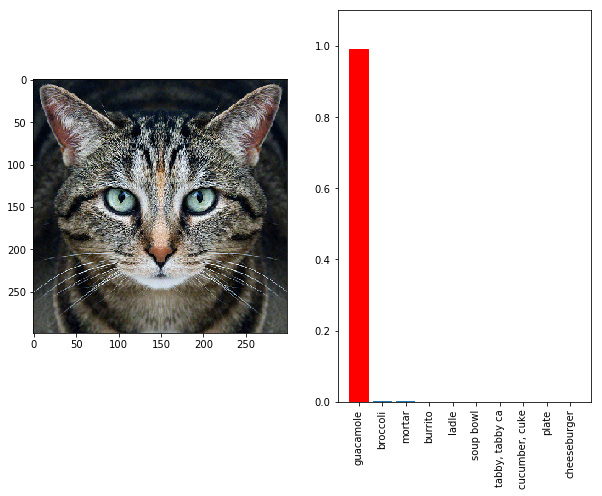 0
50
100
150
200
250
0 50 100 150 200 250
1.0
0.8
0.6
0.4
0.2
0.0
guacamole
broccoli
mortar
burrito
ladle
soup bowl
tabby, tabby ca
cucumber, cuke
plate
cheeseburger